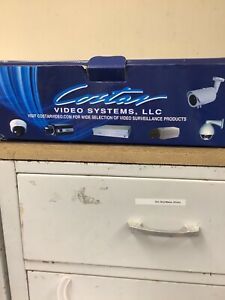 Costar
VIDEO SYSTEMS, LLC
VISIT COSTARVIDEO.COM FOR WIDE SELECTION OF VIDEO SURVEILLANCE PRODUCTS